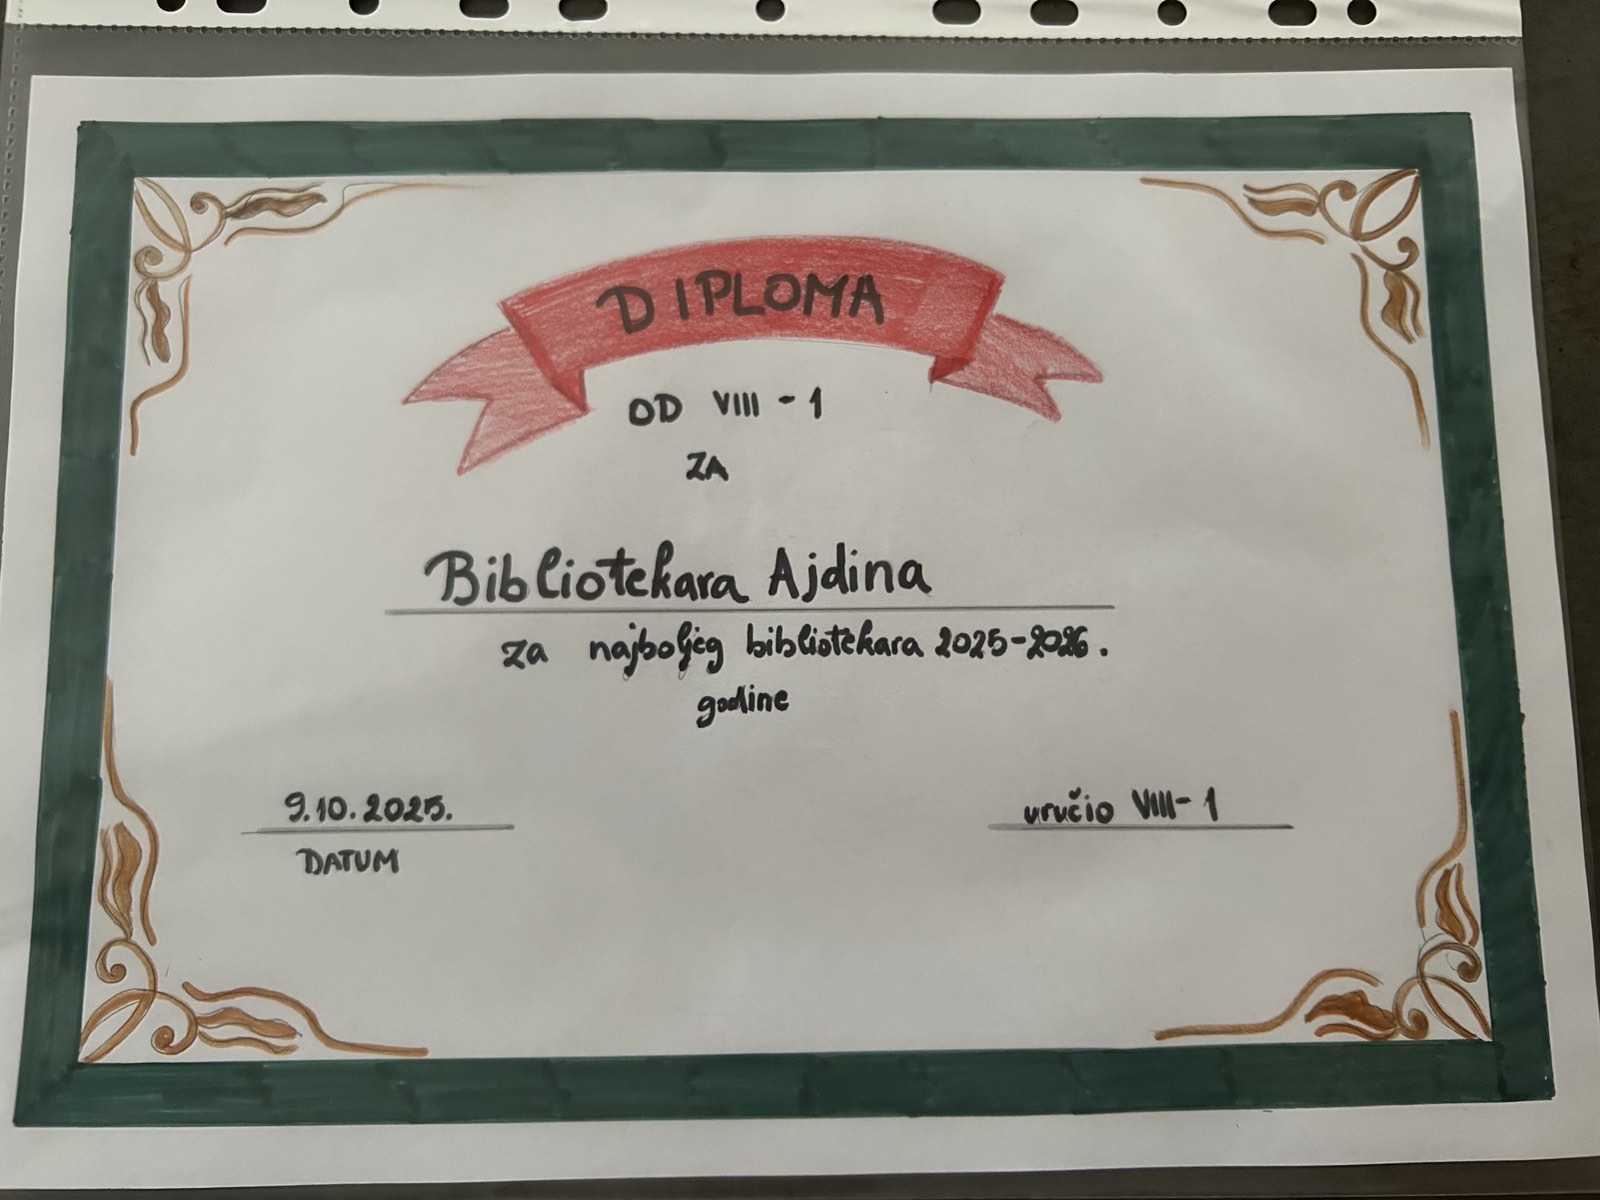 DIPLOMA
OD VIII - 1
ZA
Bibliotekara Ajdina
za najboljeg bibliotekara 2025-2026.
godine
9.10.2025.
DATUM
uručio VIII-1